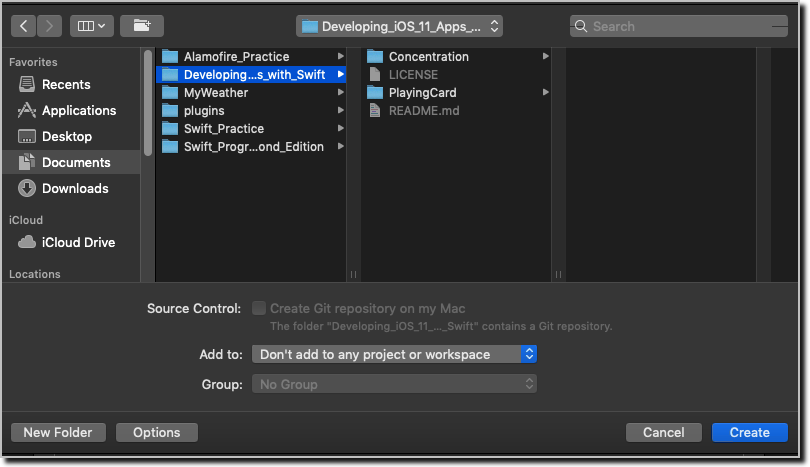 Developing_iOS_11_Apps_...
Search
Favorites
Recents
Applications
Desktop
Documents
Downloads
iCloud
iCloud Drive
Locations
Alamofire_Practice
Developing...s_with_Swift
MyWeather
plugins
Swift_Practice
Swift_Progr...ond_Edition
Concentration
LICENSE
PlayingCard
README.md
Source Control:
Create Git repository on my Mac
The folder "Developing_iOS_11_..._Swift" contains a Git repository.
Add to:
Don't add to any project or workspace
Group:
No Group
New Folder
Options
Cancel
Create